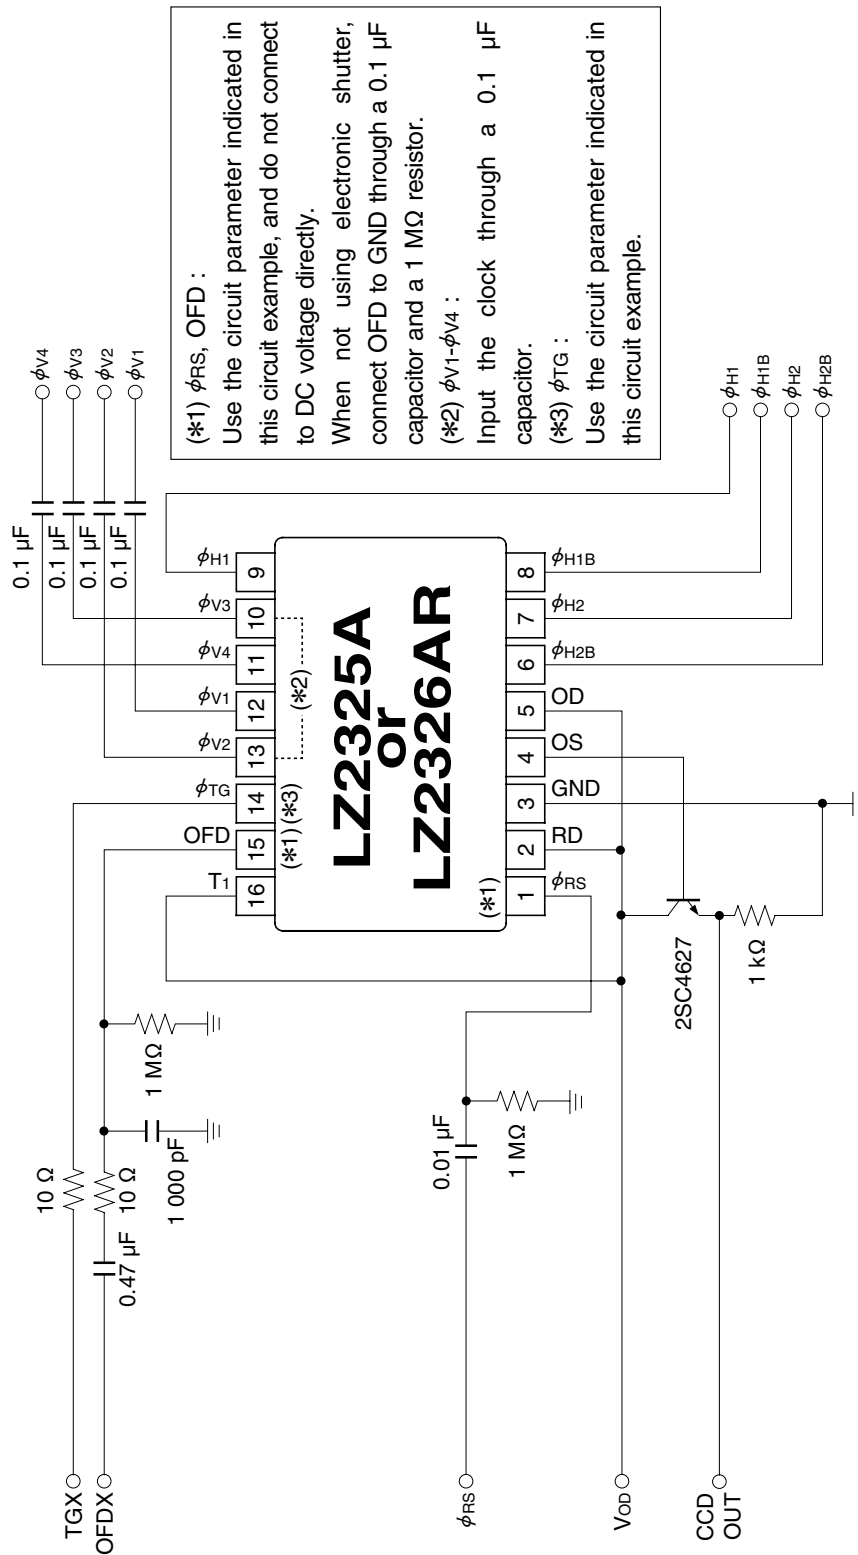 TGX
OFDX
10 Ω
10 Ω
0.47 µF
1 000 pF
1 MΩ
0.1 µF
0.1 µF
0.1 µF
0.1 µF
ϕV4
ϕV3
ϕV2
ϕV1
T1
OFD
ϕTG
ϕV2
ϕV1
ϕV4
ϕV3
ϕH1
16
15
14
13
12
11
10
9
(*1)
(*3)
(*2)
LZ2325A
or
LZ2326AR
(*1)
1
2
3
4
5
6
7
8
ϕRS
RD
GND
OS
OD
ϕH2B
ϕH2
ϕH1B
ϕRS
0.01 µF
1 MΩ
VOD
CCD
OUT
2SC4627
1 kΩ
ϕH1
ϕH1B
ϕH2
ϕH2B
(*1) ϕRS, OFD :
Use the circuit parameter indicated in
this circuit example, and do not connect
to DC voltage directly.
When not using electronic shutter,
connect OFD to GND through a 0.1 µF
capacitor and a 1 MΩ resistor.
(*2) ϕV1-ϕV4 :
Input the clock through a 0.1 µF
capacitor.
(*3) ϕTG :
Use the circuit parameter indicated in
this circuit example.